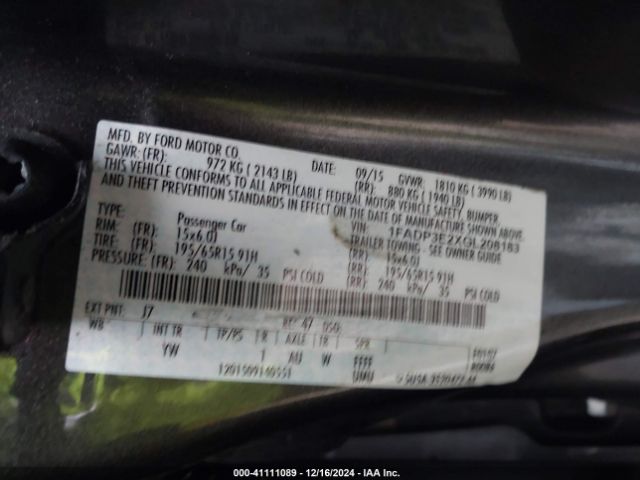 MFD. BY FORD MOTOR CO. DATE: 09/15 GVWR: 1810 KG ( 3990 LB)
GAWR: (FR): 972 KG ( 2143 LB) (RR): 880 KG ( 1940 LB)
THIS VEHICLE CONFORMS TO ALL APPLICABLE FEDERAL MOTOR VEHICLE SAFETY, BUMPER,
AND THEFT PREVENTION STANDARDS IN EFFECT ON THE DATE OF MANUFACTURE SHOWN ABOVE.
VIN: 1FADP3E2XGL208183
TYPE: Passenger Car TRAILER TOWING - SEE OWNER GUIDE
RIM: (FR): 15x6.0J (RR): 15x6.0J
TIRE: (FR): 195/65R15 91H (RR): 195/65R15 91H
PRESSURE: (FR): 240 kPa/ 35 PSI COLD (RR): 240 kPa/ 35 PSI COLD
EXT PNT: J7 RC: 47 DSO:
WB INT TR TP/PS R AXLE TR SPR
YW 1 AU W FFFF
UMU